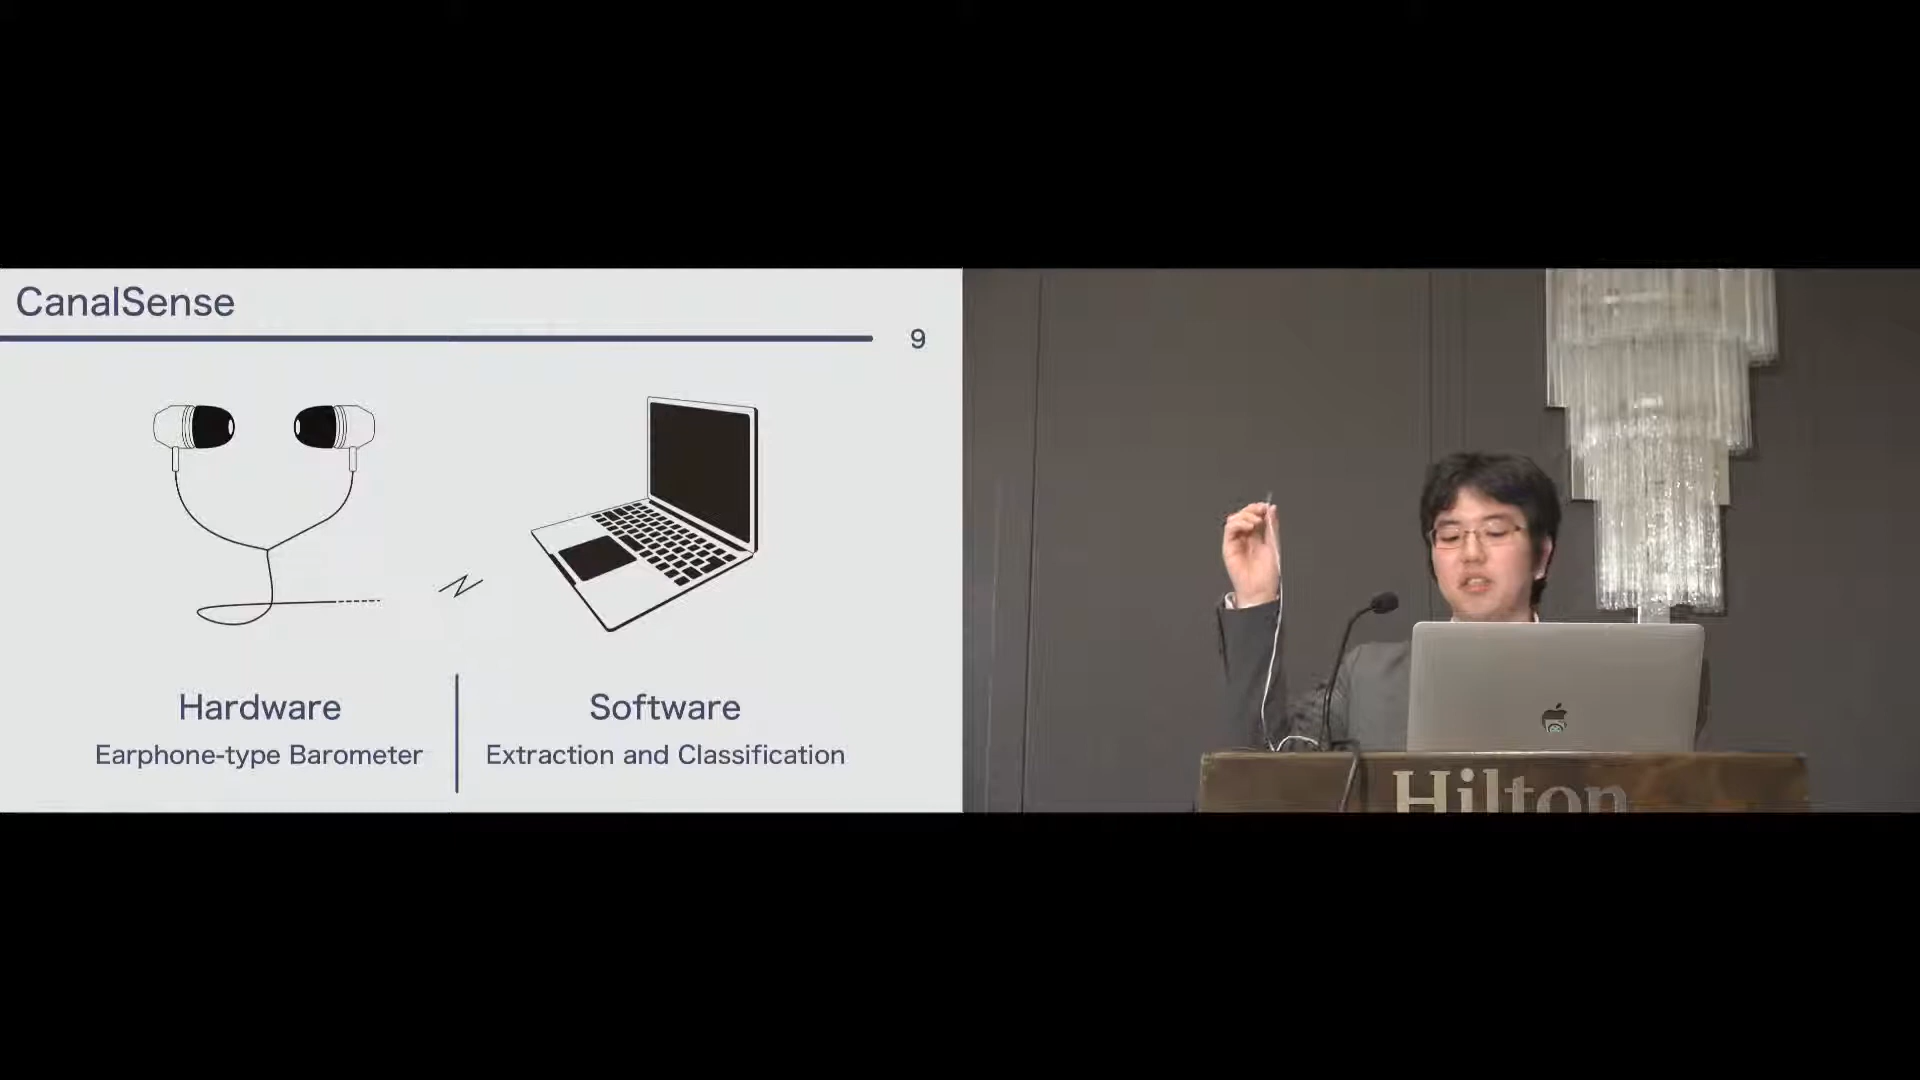 CanalSense
9
Hardware
Earphone-type Barometer
Software
Extraction and Classification
Hilton